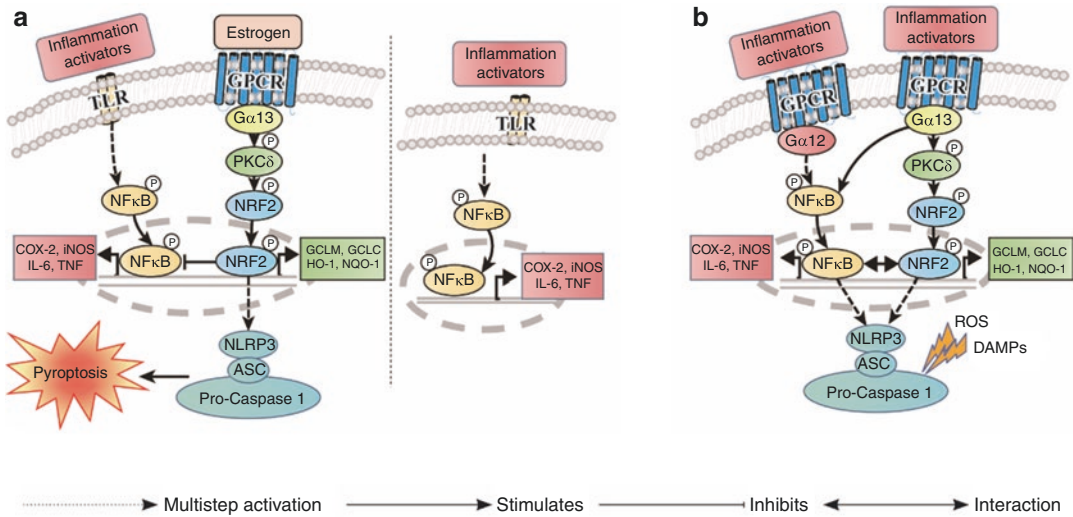 a
Inflammation
activators
Estrogen
TLR
GPCR
Gα13
P
PKCδ
P
NFκB
P
NRF2
COX-2, iNOS
IL-6, TNF
P
NFκB
P
NRF2
GCLM, GCLC
HO-1, NQO-1
NLRP3
ASC
Pro-Caspase 1
Pyroptosis
Inflammation
activators
TLR
P
NFκB
P
NFκB
COX-2, iNOS
IL-6, TNF
b
Inflammation
activators
Inflammation
activators
GPCR
GPCR
Gα12
Gα13
P
PKCδ
P
NFκB
P
NRF2
COX-2, iNOS
IL-6, TNF
P
NFκB
P
NRF2
GCLM, GCLC
HO-1, NQO-1
NLRP3
ASC
Pro-Caspase 1
ROS
DAMPs
Multistep activation
Stimulates
Inhibits
Interaction